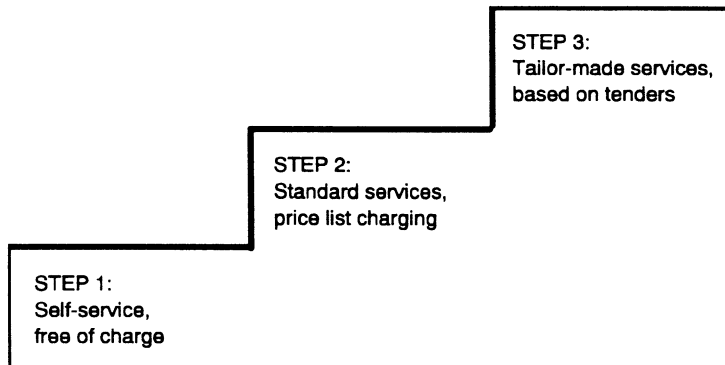 STEP 3:
Tailor-made services,
based on tenders
STEP 2:
Standard services,
price list charging
STEP 1:
Self-service,
free of charge